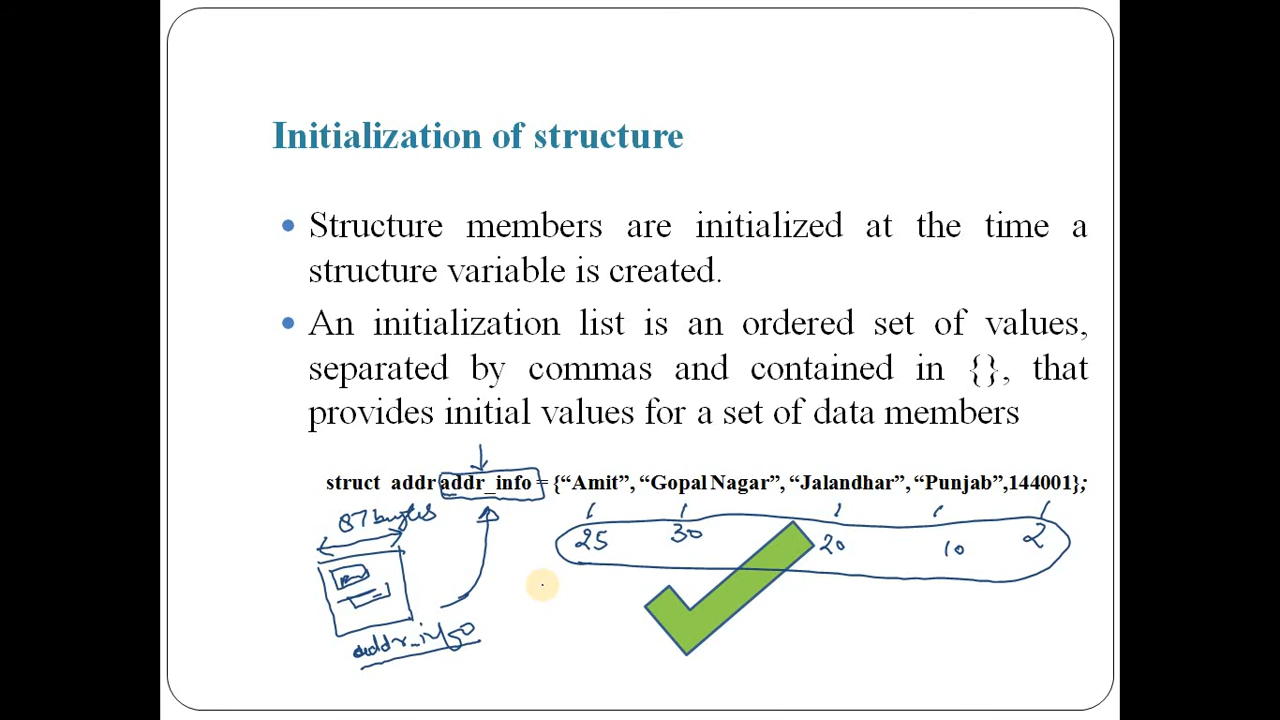 Initialization of structure
• Structure members are initialized at the time a
structure variable is created.
• An initialization list is an ordered set of values,
separated by commas and contained in {}, that
provides initial values for a set of data members
struct addr addr_info = {“Amit”, “Gopal Nagar”, “Jalandhar”, “Punjab”,144001};
87 bytes
25 30 20 10 2
addr_info